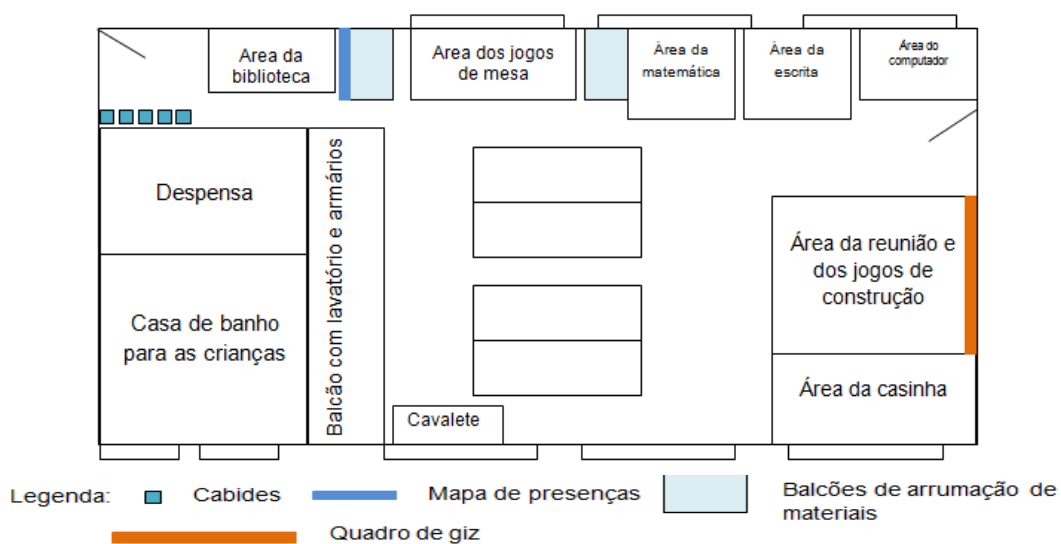 Area da
biblioteca
Area dos jogos
de mesa
Área da
matemática
Área da
escrita
Área do
computador
Despensa
Balcão com lavatório e armários
Casa de banho
para as crianças
Área da reunião e
dos jogos de
construção
Área da casinha
Cavalete
Legenda:
Cabides
Mapa de presenças
Balcões de arrumação de
materiais
Quadro de giz